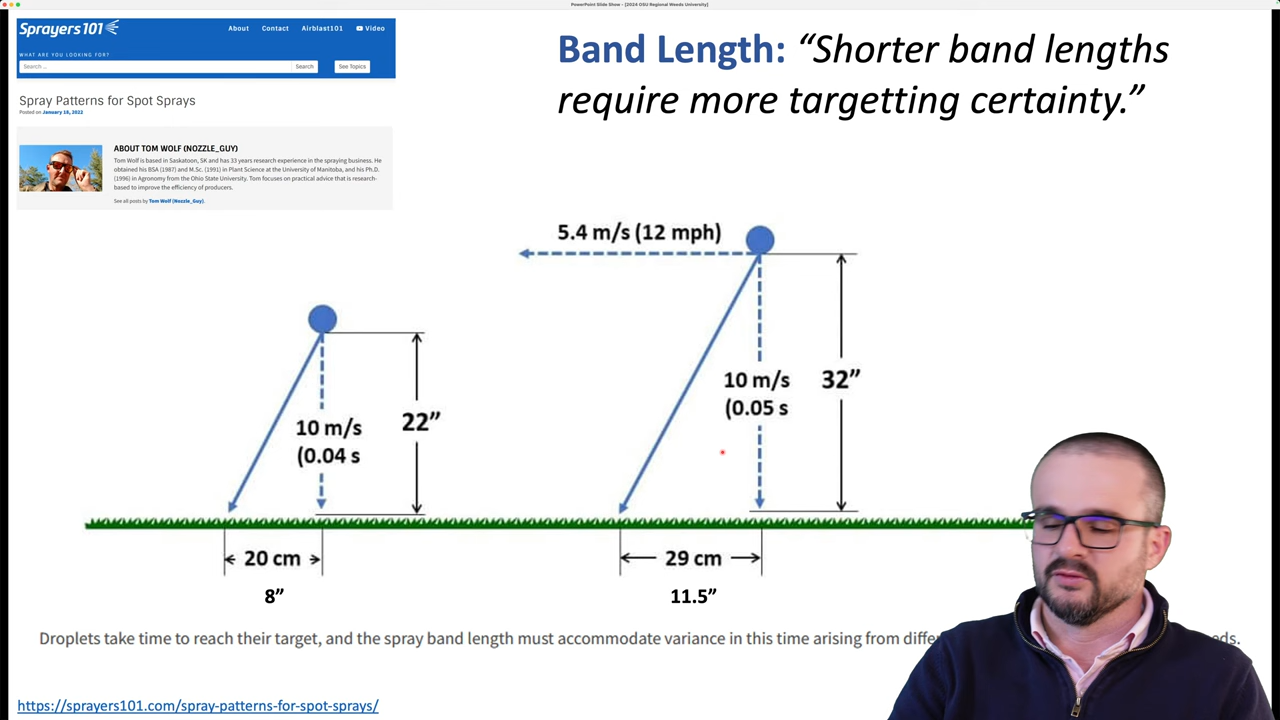 PowerPoint Slide Show - [2024 OSU Regional Weeds University]
Sprayers101
About Contact Airblast101 Video
WHAT ARE YOU LOOKING FOR?
Search ... Search See Topics
Spray Patterns for Spot Sprays
Posted on January 18, 2022
ABOUT TOM WOLF (NOZZLE_GUY)
Tom Wolf is based in Saskatoon, SK and has 33 years research experience in the spraying business. He
obtained his BSA (1987) and M.Sc. (1991) in Plant Science at the University of Manitoba, and his Ph.D.
(1996) in Agronomy from the Ohio State University. Tom focuses on practical advice that is research-
based to improve the efficiency of producers.
See all posts by Tom Wolf (Nozzle_Guy).
Band Length: “Shorter band lengths
require more targetting certainty.”
5.4 m/s (12 mph)
10 m/s
(0.04 s
22”
10 m/s
(0.05 s
32”
20 cm
8”
29 cm
11.5”
Droplets take time to reach their target, and the spray band length must accommodate variance in this time arising from
https://sprayers101.com/spray-patterns-for-spot-sprays/